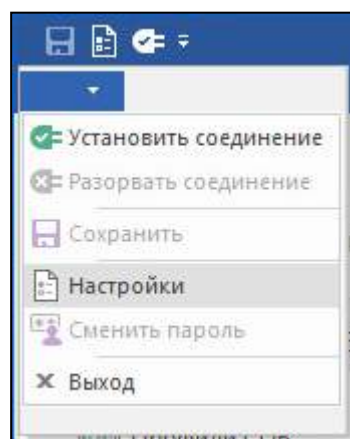 Установить соединение
Разорвать соединение
Сохранить
Настройки
Сменить пароль
Выход